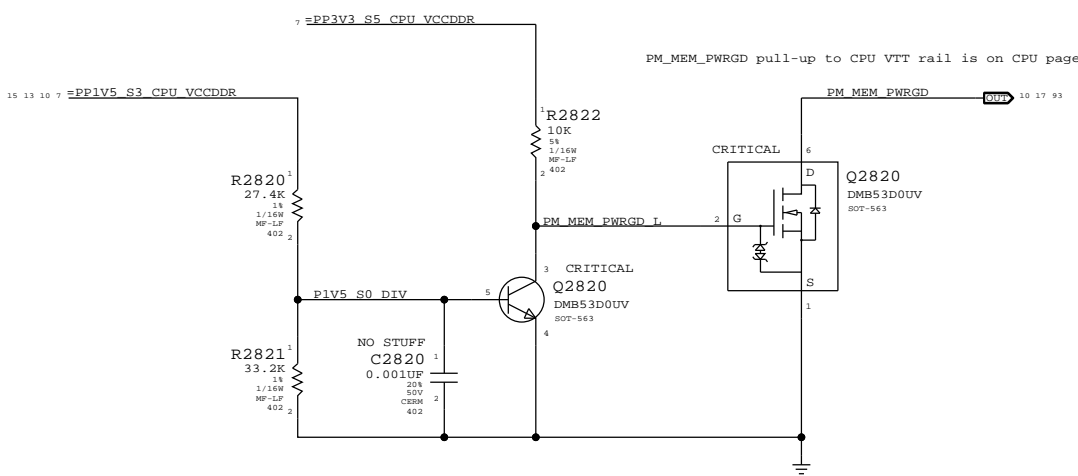 7 =PP3V3_S5_CPU_VCCDDR
PM_MEM_PWRGD pull-up to CPU VTT rail is on CPU page
15 13 10 7 =PP1V5_S3_CPU_VCCDDR
PM_MEM_PWRGD
OUT 10 17 93
1
R2822
10K
5%
1/16W
MF-LF
402
2
CRITICAL
6
D
Q2820
DMB53D0UV
SOT-563
R2820 1
27.4K
1%
1/16W
MF-LF
402 2
PM_MEM_PWRGD_L
2 G
3 CRITICAL
Q2820
DMB53D0UV
SOT-563
S
P1V5_S0_DIV
5
4
1
NO STUFF
R2821 1
33.2K
1%
1/16W
MF-LF
402 2
C2820 1
0.001UF
20%
50V
CERM
402
2